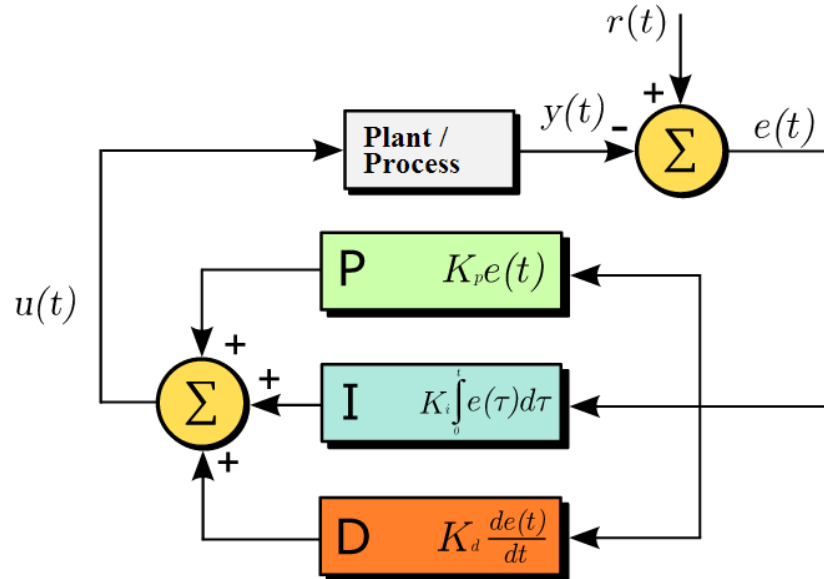 r(t)
+
Plant /
Process
y(t)
-
Σ
e(t)
P K_p e(t)
u(t)
+
+
Σ
I K_i ∫_0^t e(τ)dτ
+
D K_d de(t)/dt